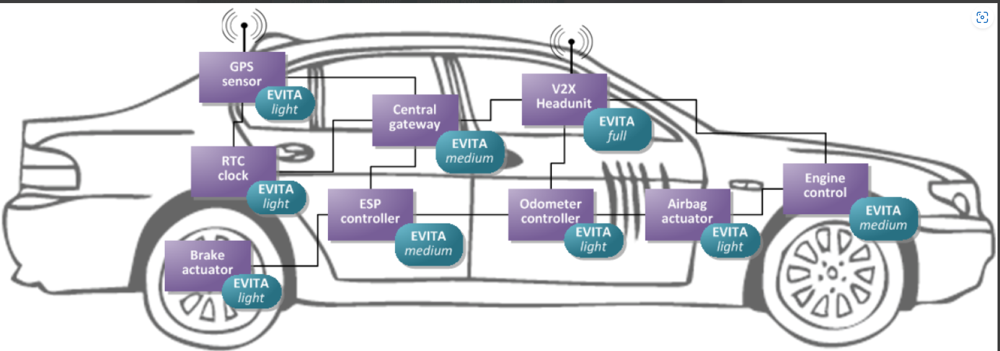 GPS
sensor
EVITA
light
V2X
Headunit
EVITA
full
Central
gateway
EVITA
medium
RTC
clock
EVITA
light
Engine
control
EVITA
medium
ESP
controller
EVITA
medium
Odometer
controller
EVITA
light
Airbag
actuator
EVITA
light
Brake
actuator
EVITA
light